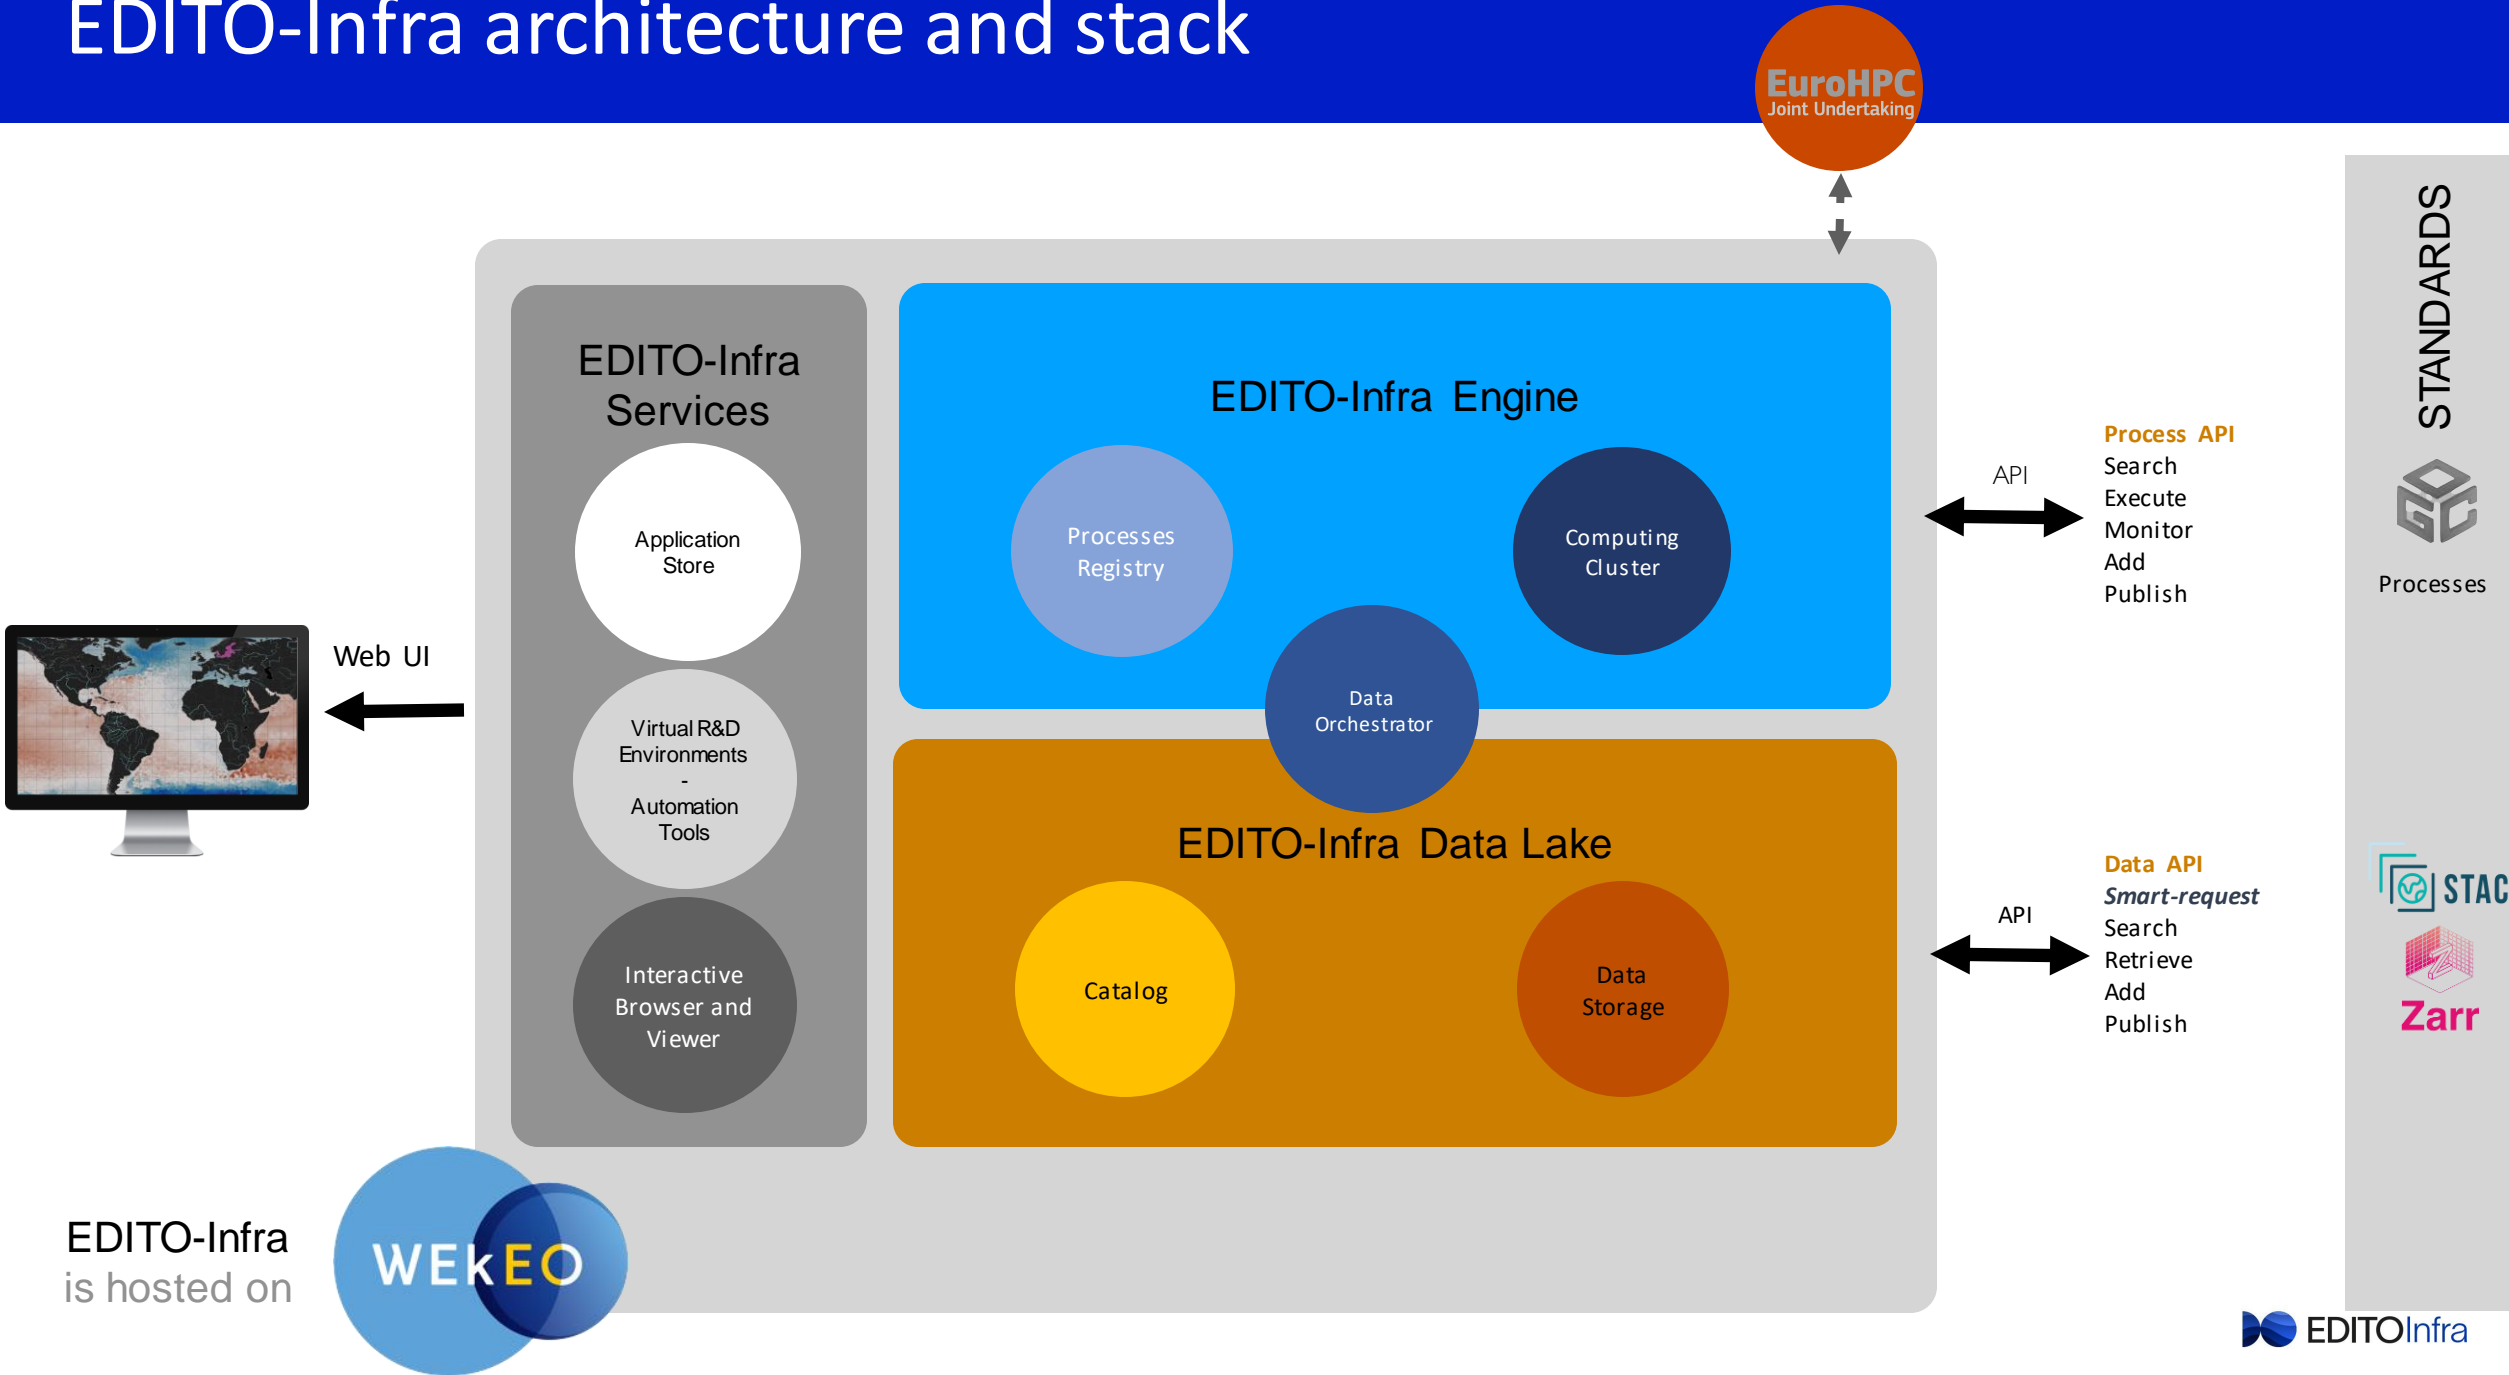 EDITO-Infra architecture and stack
EuroHPC
Joint Undertaking
EDITO-Infra
Services
Application
Store
Virtual R&D
Environments
-
Automation
Tools
Interactive
Browser and
Viewer
EDITO-Infra Engine
Processes
Registry
Computing
Cluster
Data
Orchestrator
EDITO-Infra Data Lake
Catalog
Data
Storage
Web UI
API
Process API
Search
Execute
Monitor
Add
Publish
API
Data API
Smart-request
Search
Retrieve
Add
Publish
STANDARDS
OGC
Processes
STAC
Zarr
EDITO-Infra
is hosted on
WEkEO
EDITOInfra